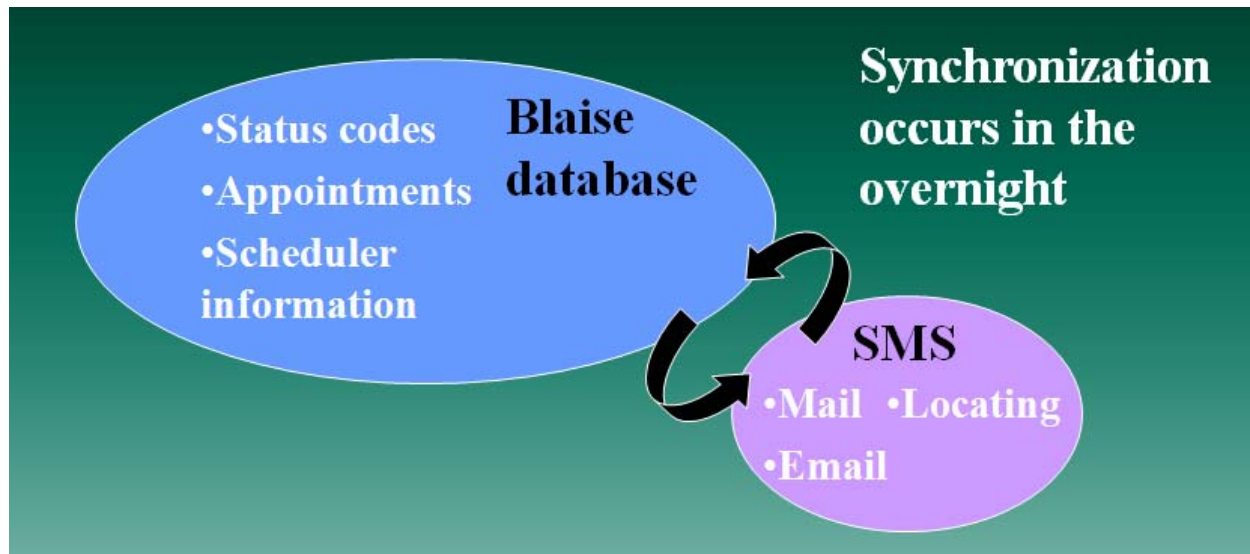 •Status codes
•Appointments
•Scheduler
information
Blaise
database
Synchronization
occurs in the
overnight
SMS
•Mail •Locating
•Email